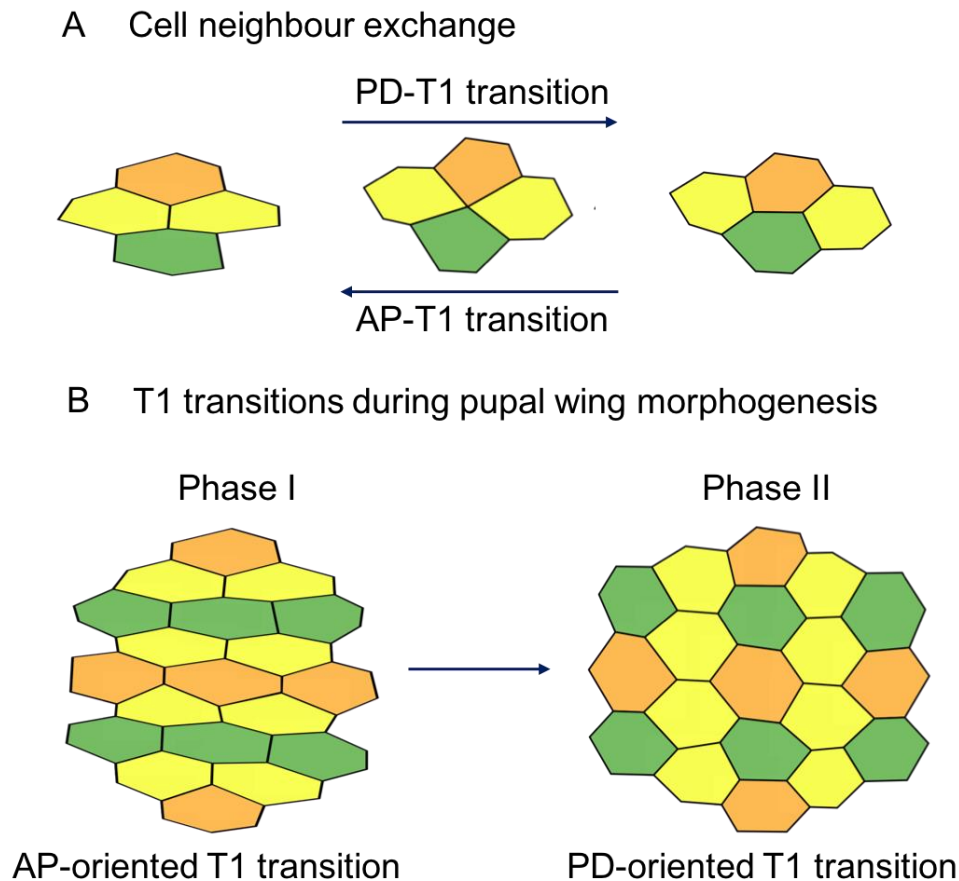 A Cell neighbour exchange
PD-T1 transition
AP-T1 transition
B T1 transitions during pupal wing morphogenesis
Phase I
Phase II
AP-oriented T1 transition
PD-oriented T1 transition